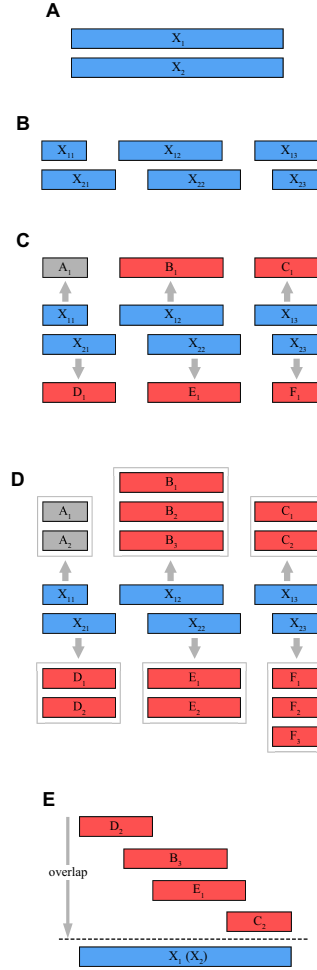 A
X₁
X₂
B
X₁₁ X₁₂ X₁₃
X₂₁ X₂₂ X₂₃
C
A₁ B₁ C₁
X₁₁ X₁₂ X₁₃
X₂₁ X₂₂ X₂₃
D₁ E₁ F₁
D
B₁
A₁ B₂ C₁
A₂ B₃ C₂
X₁₁ X₁₂ X₁₃
X₂₁ X₂₂ X₂₃
D₁ E₁ F₁
D₂ E₂ F₂
F₃
E
D₂
B₃
overlap
E₁
C₂
X₁ (X₂)